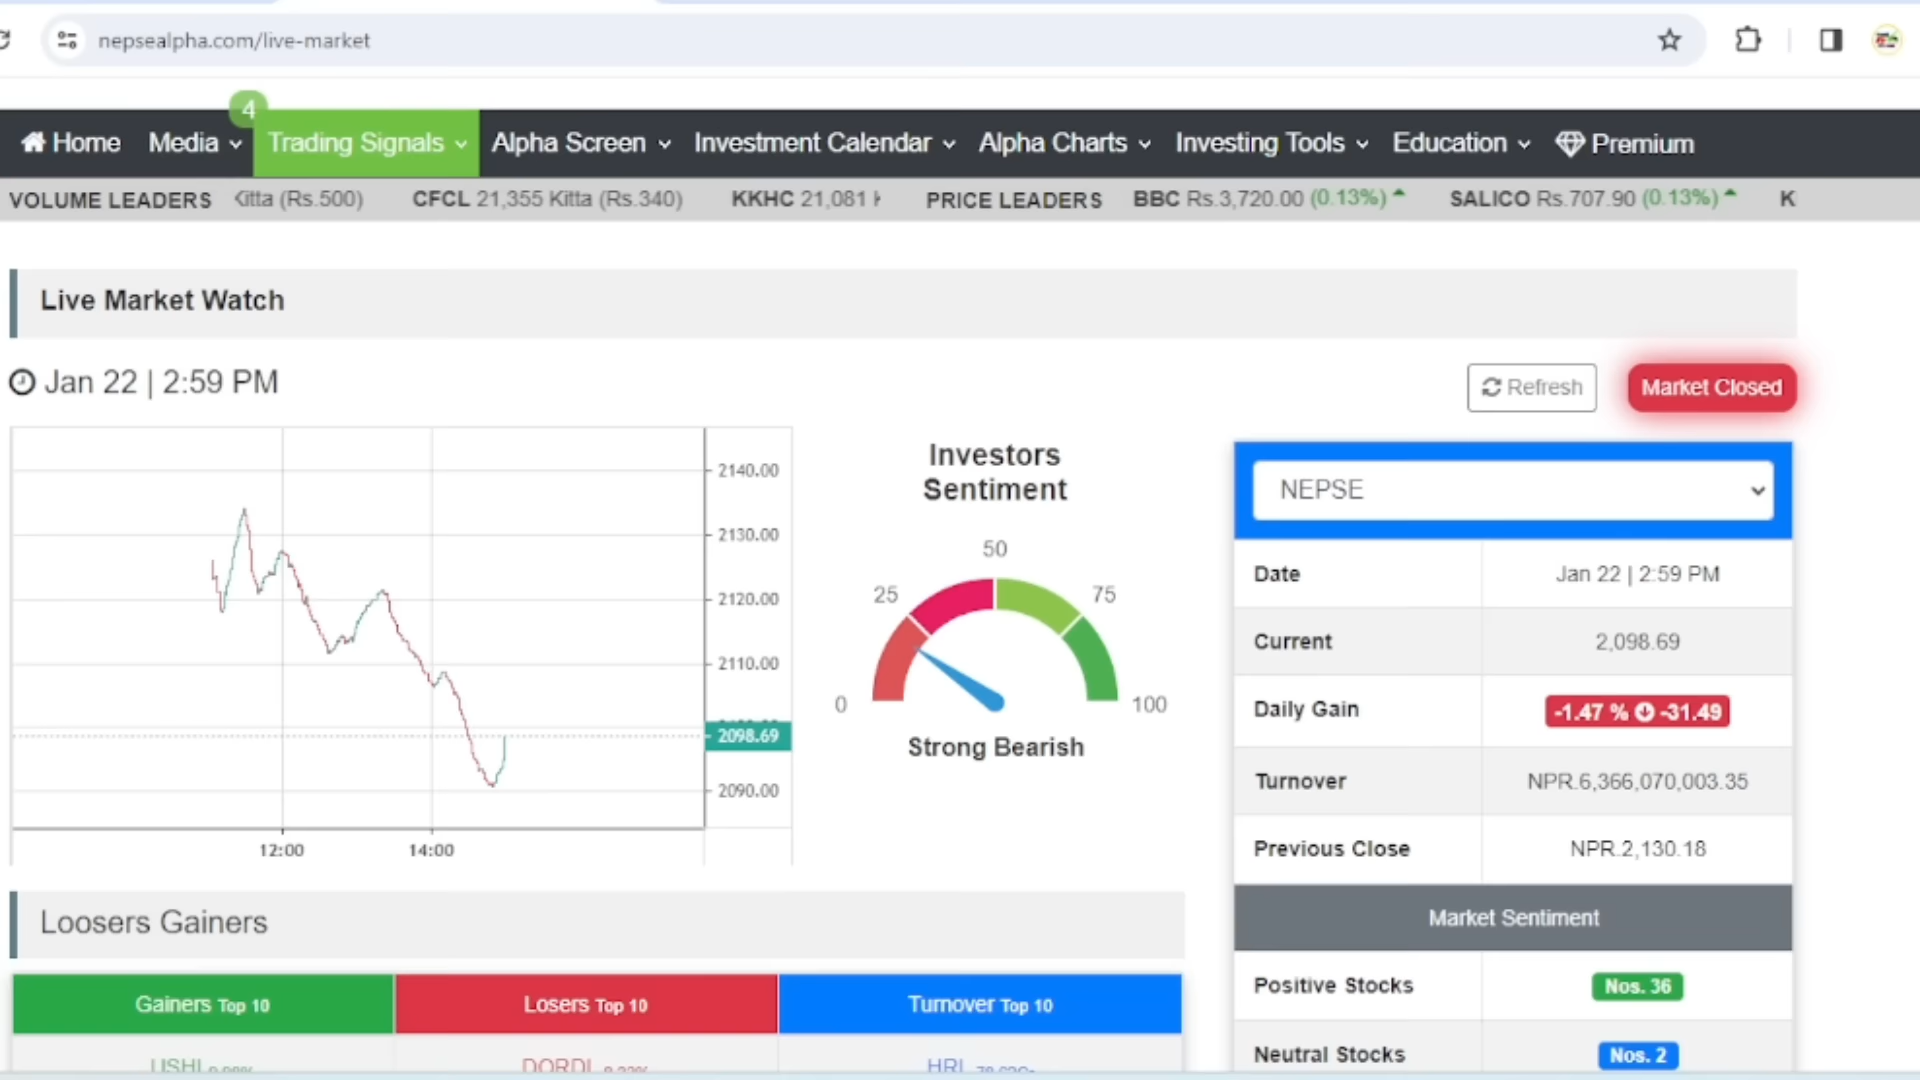 nepsealpha.com/live-market
4
Home Media Trading Signals Alpha Screen Investment Calendar Alpha Charts Investing Tools Education Premium
VOLUME LEADERS Kitta (Rs.500) CFCL 21,355 Kitta (Rs.340) KKHC 21,081 PRICE LEADERS BBC Rs.3,720.00 (0.13%) SALICO Rs.707.90 (0.13%) K
Live Market Watch
Jan 22 | 2:59 PM
Refresh
Market Closed
2140.00
2130.00
2120.00
2110.00
2098.69
2090.00
12:00
14:00
Investors
Sentiment
0
25
50
75
100
Strong Bearish
NEPSE
Date Jan 22 | 2:59 PM
Current 2,098.69
Daily Gain -1.47 % -31.49
Turnover NPR.6,366,070,003.35
Previous Close NPR.2,130.18
Market Sentiment
Positive Stocks Nos. 36
Neutral Stocks Nos. 2
Loosers Gainers
Gainers Top 10
Losers Top 10
Turnover Top 10